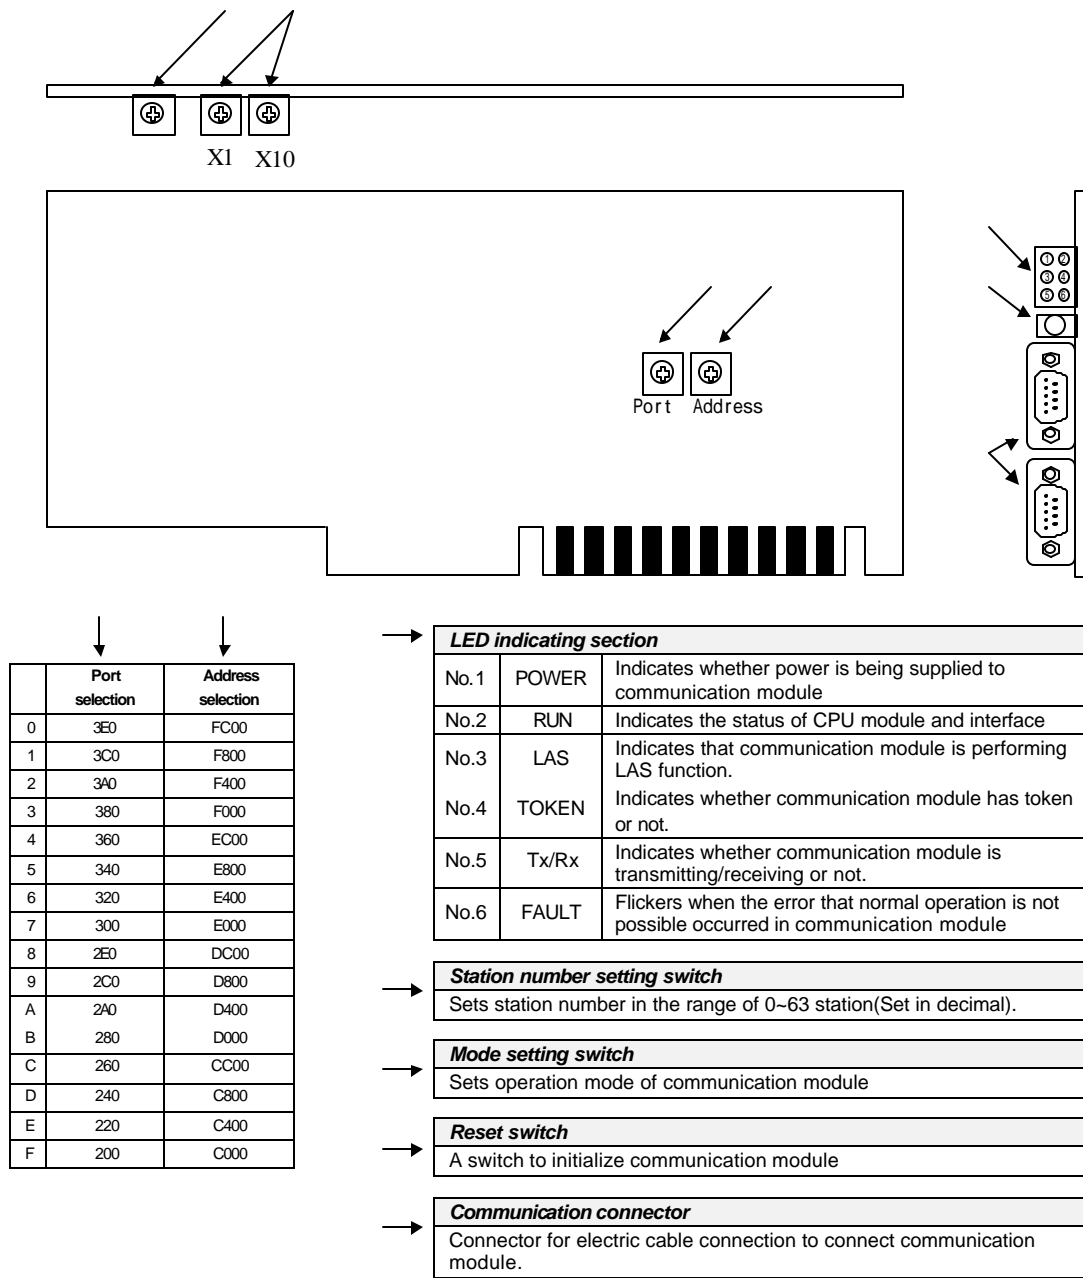 X1 X10
1 2
3 4
5 6
Port Address
Port selection Address selection
0 3E0 FC00
1 3C0 F800
2 3A0 F400
3 380 F000
4 360 EC00
5 340 E800
6 320 E400
7 300 E000
8 2E0 DC00
9 2C0 D800
A 2A0 D400
B 280 D000
C 260 CC00
D 240 C800
E 220 C400
F 200 C000
LED indicating section
No.1 POWER Indicates whether power is being supplied to
communication module
No.2 RUN Indicates the status of CPU module and interface
No.3 LAS Indicates that communication module is performing
LAS function.
No.4 TOKEN Indicates whether communication module has token
or not.
No.5 Tx/Rx Indicates whether communication module is
transmitting/receiving or not.
No.6 FAULT Flickers when the error that normal operation is not
possible occurred in communication module
Station number setting switch
Sets station number in the range of 0~63 station(Set in decimal).
Mode setting switch
Sets operation mode of communication module
Reset switch
A switch to initialize communication module
Communication connector
Connector for electric cable connection to connect communication
module.